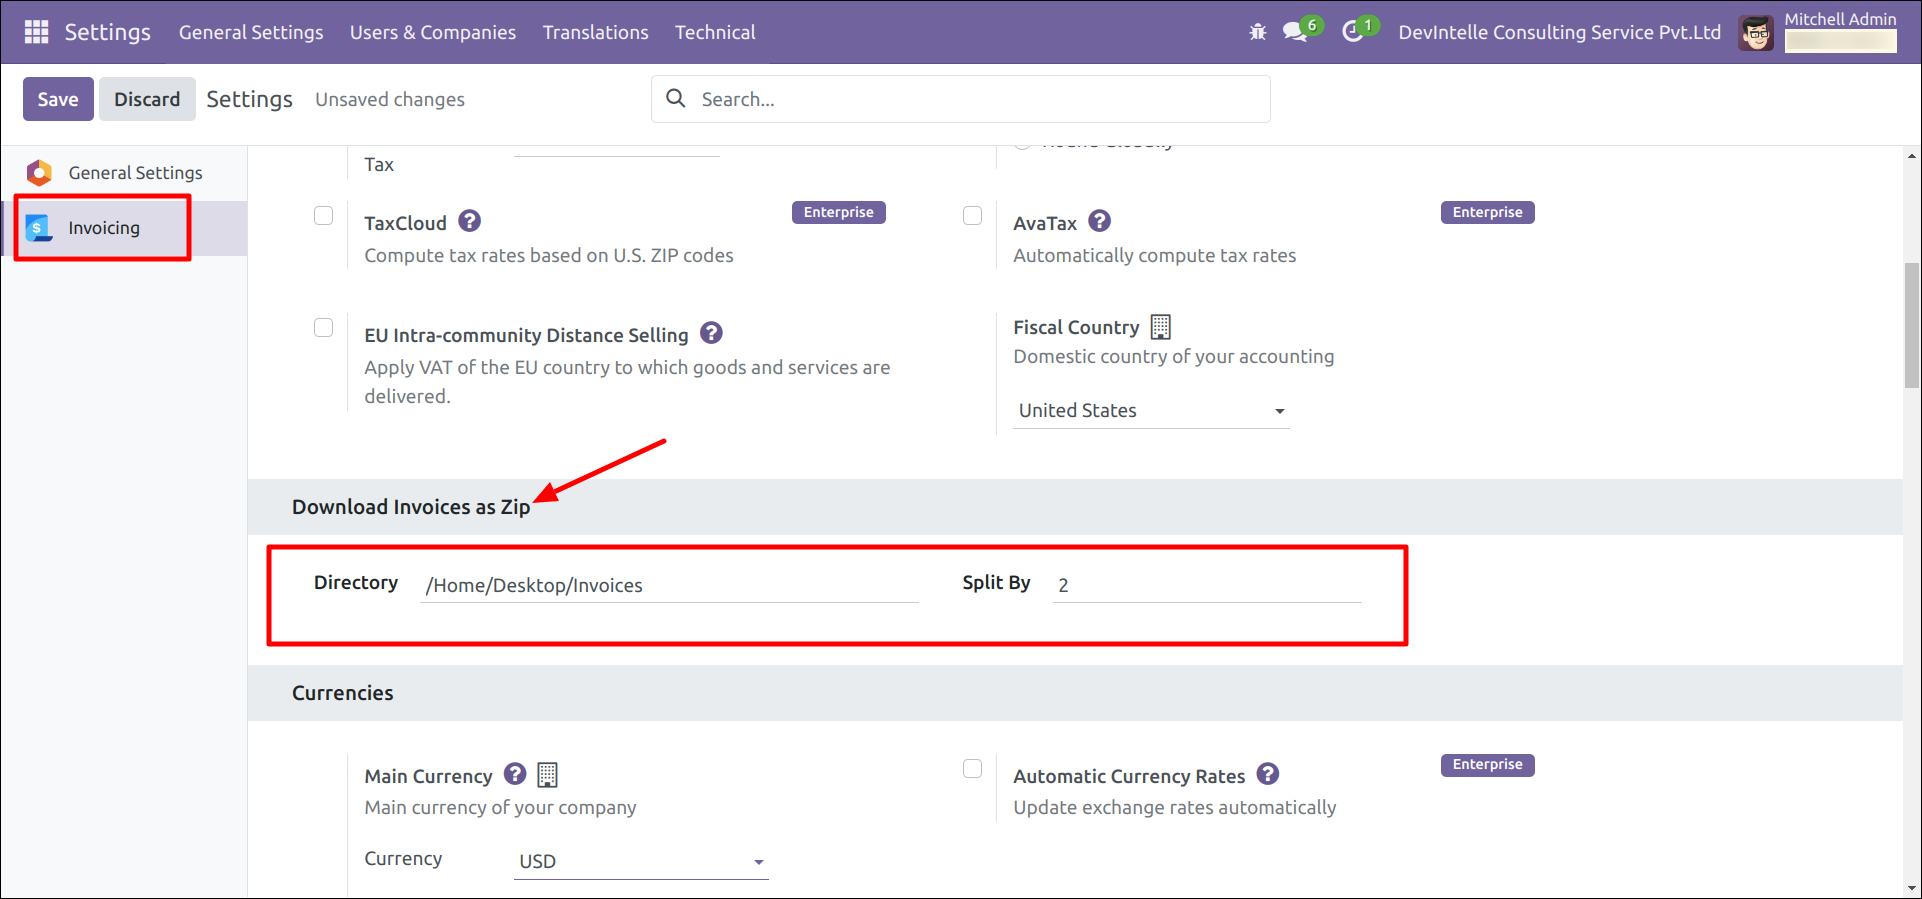 Settings General Settings Users & Companies Translations Technical 6 1 DevIntelle Consulting Service Pvt.Ltd Mitchell Admin
Save Discard Settings Unsaved changes Search...
General Settings
Invoicing
Tax
TaxCloud ? Enterprise
Compute tax rates based on U.S. ZIP codes
AvaTax ? Enterprise
Automatically compute tax rates
EU Intra-community Distance Selling ?
Apply VAT of the EU country to which goods and services are
delivered.
Fiscal Country
Domestic country of your accounting
United States
Download Invoices as Zip
Directory /Home/Desktop/Invoices Split By 2
Currencies
Main Currency ?
Main currency of your company
Currency USD
Automatic Currency Rates ? Enterprise
Update exchange rates automatically